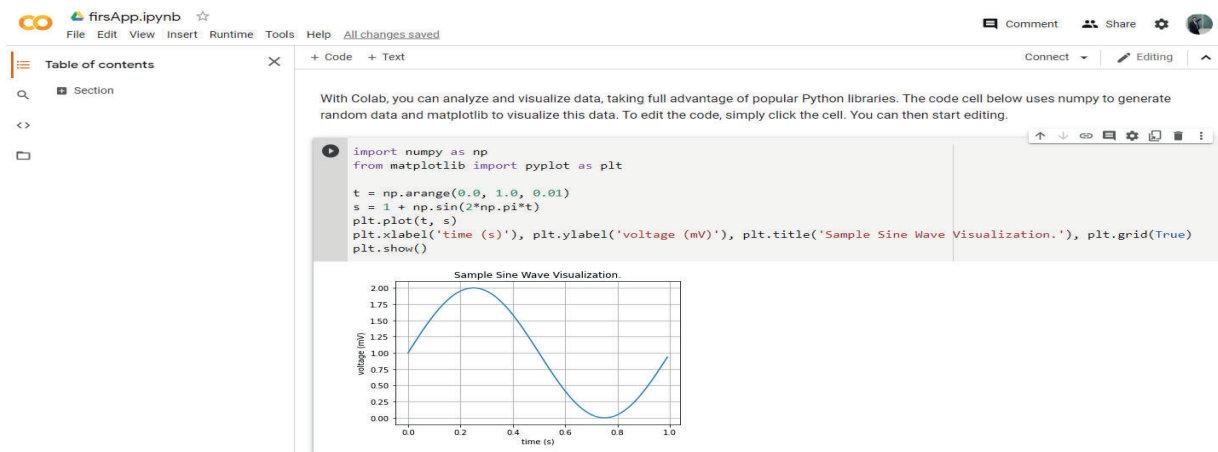 firsApp.ipynb
File Edit View Insert Runtime Tools Help All changes saved
Comment Share
Table of contents
Section
+ Code + Text
Connect Editing
With Colab, you can analyze and visualize data, taking full advantage of popular Python libraries. The code cell below uses numpy to generate
random data and matplotlib to visualize this data. To edit the code, simply click the cell. You can then start editing.
import numpy as np
from matplotlib import pyplot as plt
t = np.arange(0.0, 1.0, 0.01)
s = 1 + np.sin(2*np.pi*t)
plt.plot(t, s)
plt.xlabel('time (s)'), plt.ylabel('voltage (mV)'), plt.title('Sample Sine Wave Visualization.'), plt.grid(True)
plt.show()
Sample Sine Wave Visualization.
2.00
1.75
1.50
1.25
1.00
0.75
0.50
0.25
0.00
voltage (mV)
0.0 0.2 0.4 0.6 0.8 1.0
time (s)